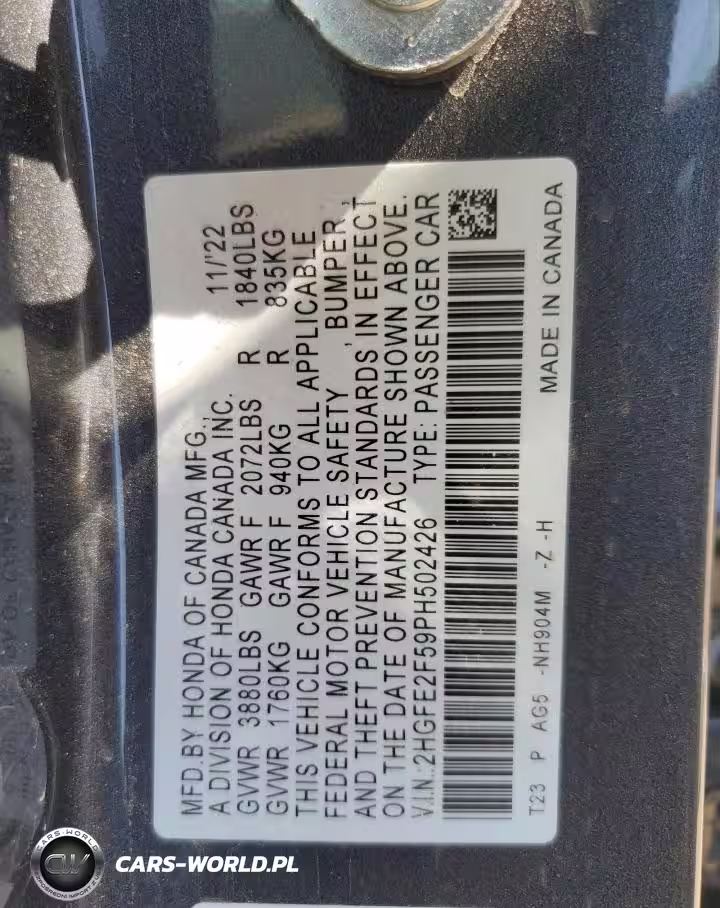 MFD.BY HONDA OF CANADA MFG.,
A DIVISION OF HONDA CANADA INC. 11/'22
GVWR 3880LBS GAWR F 2072LBS R 1840LBS
GVWR 1760KG GAWR F 940KG R 835KG
THIS VEHICLE CONFORMS TO ALL APPLICABLE
FEDERAL MOTOR VEHICLE SAFETY , BUMPER ,
AND THEFT PREVENTION STANDARDS IN EFFECT
ON THE DATE OF MANUFACTURE SHOWN ABOVE.
V.I.N.:2HGFE2F59PH502426 TYPE: PASSENGER CAR
T23 P AG5 -NH904M -Z -H MADE IN CANADA
CARS-WORLD
CW
CARS-WORLD.PL